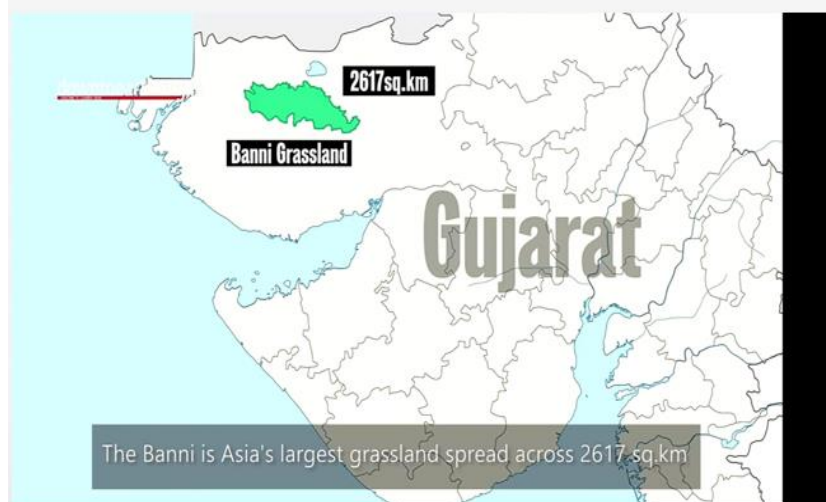 2617sq.km
Banni Grassland
Gujarat
The Banni is Asia's largest grassland spread across 2617 sq.km